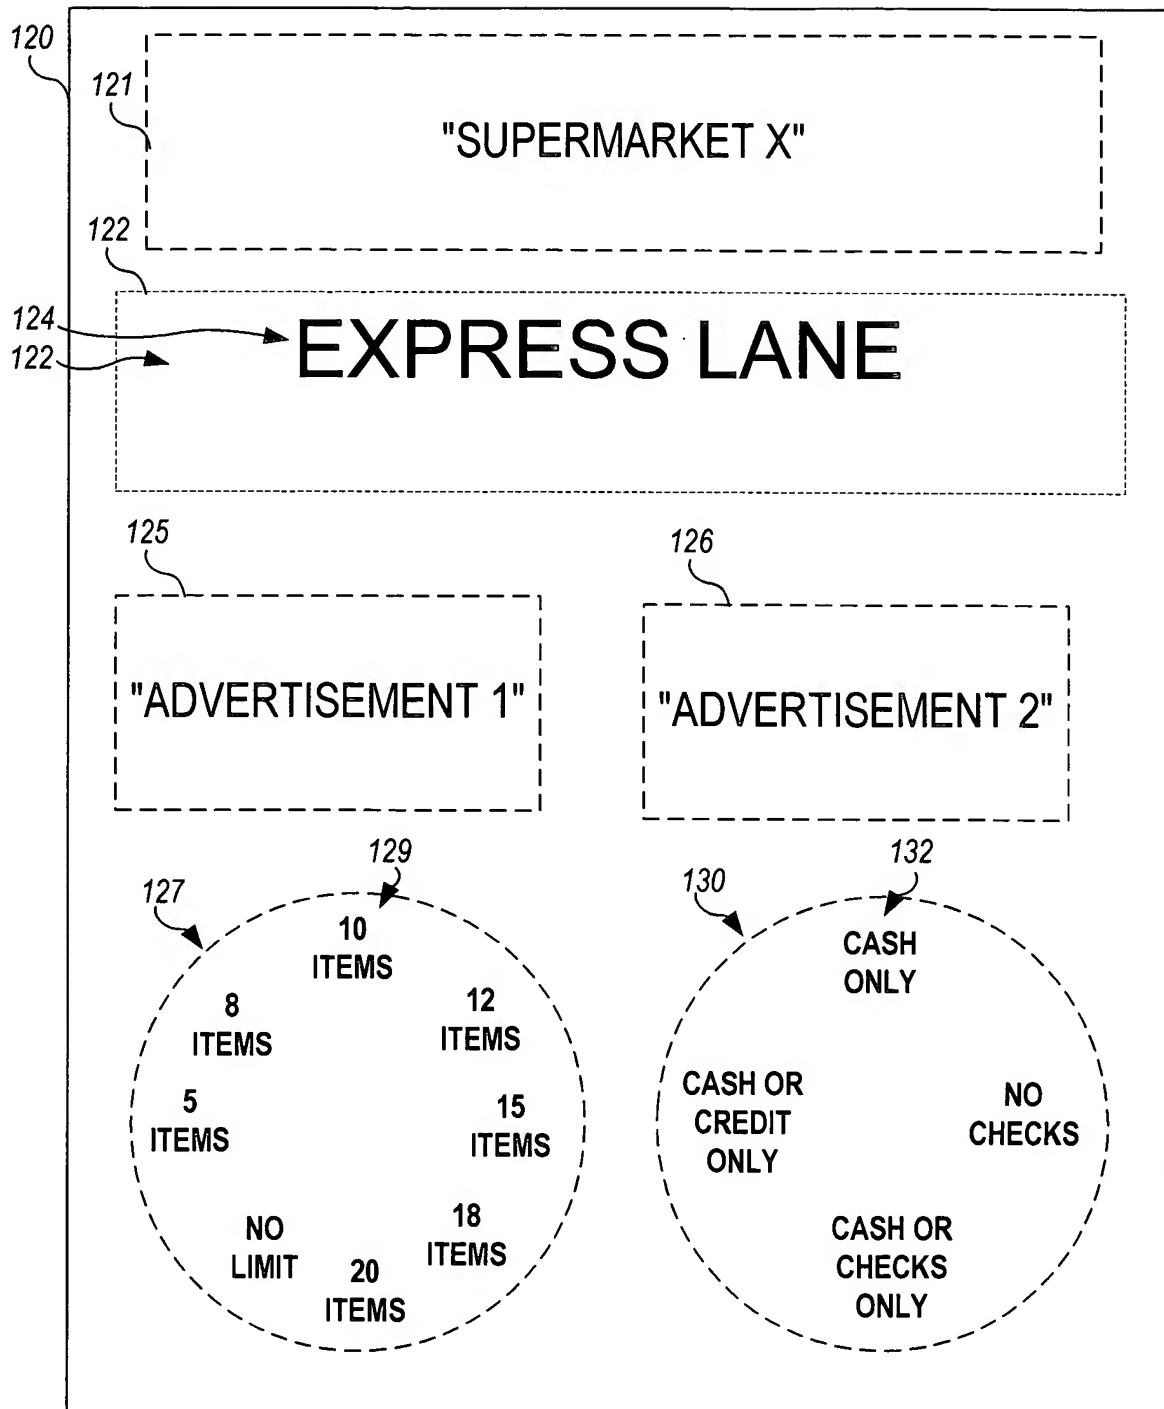 120
121
"SUPERMARKET X"
122
124
EXPRESS LANE
122
125
126
"ADVERTISEMENT 1"
"ADVERTISEMENT 2"
127
129
10
ITEMS
8
ITEMS
12
ITEMS
5
ITEMS
15
ITEMS
NO
LIMIT
18
ITEMS
20
ITEMS
130
132
CASH
ONLY
CASH OR
CREDIT
ONLY
NO
CHECKS
CASH OR
CHECKS
ONLY